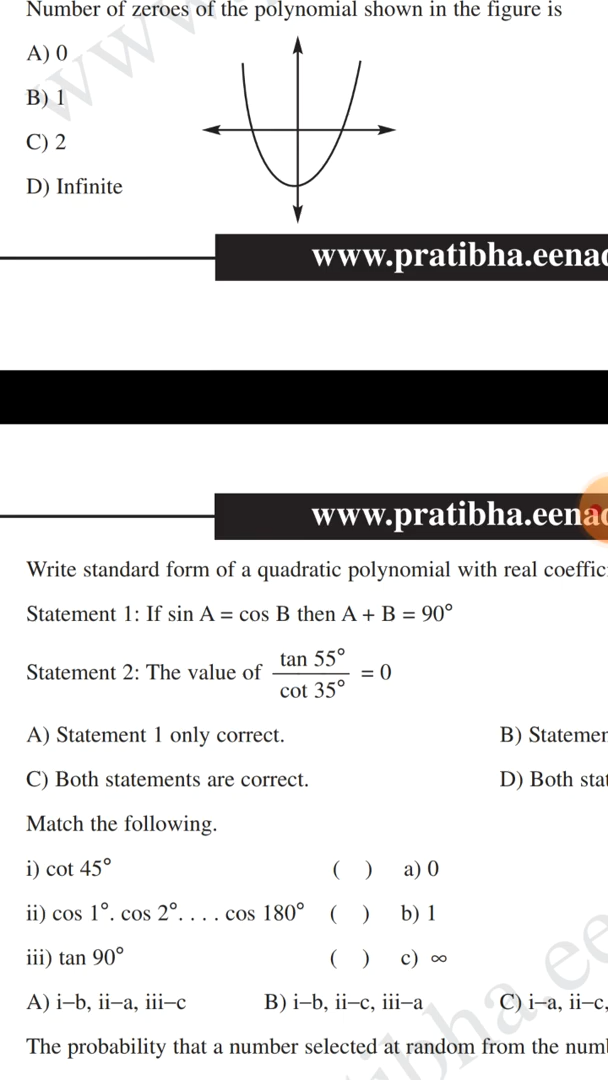 Number of zeroes of the polynomial shown in the figure is
A) 0
B) 1
C) 2
D) Infinite
www.pratibha.eena
www.pratibha.eena
Write standard form of a quadratic polynomial with real
Statement 1: If sin A = cos B then A + B = 90°
Statement 2: The value of tan 55° / cot 35° = 0
A) Statement 1 only correct.
B)
C) Both statements are correct.
D) Both
Match the following.
i) cot 45° ( ) a) 0
ii) cos 1°. cos 2°. . . . cos 180° ( ) b) 1
iii) tan 90° ( ) c) ∞
A) i–b, ii–a, iii–c B) i–b, ii–c, iii–a C) i–a, ii–c,
The probability that a number selected at random from the